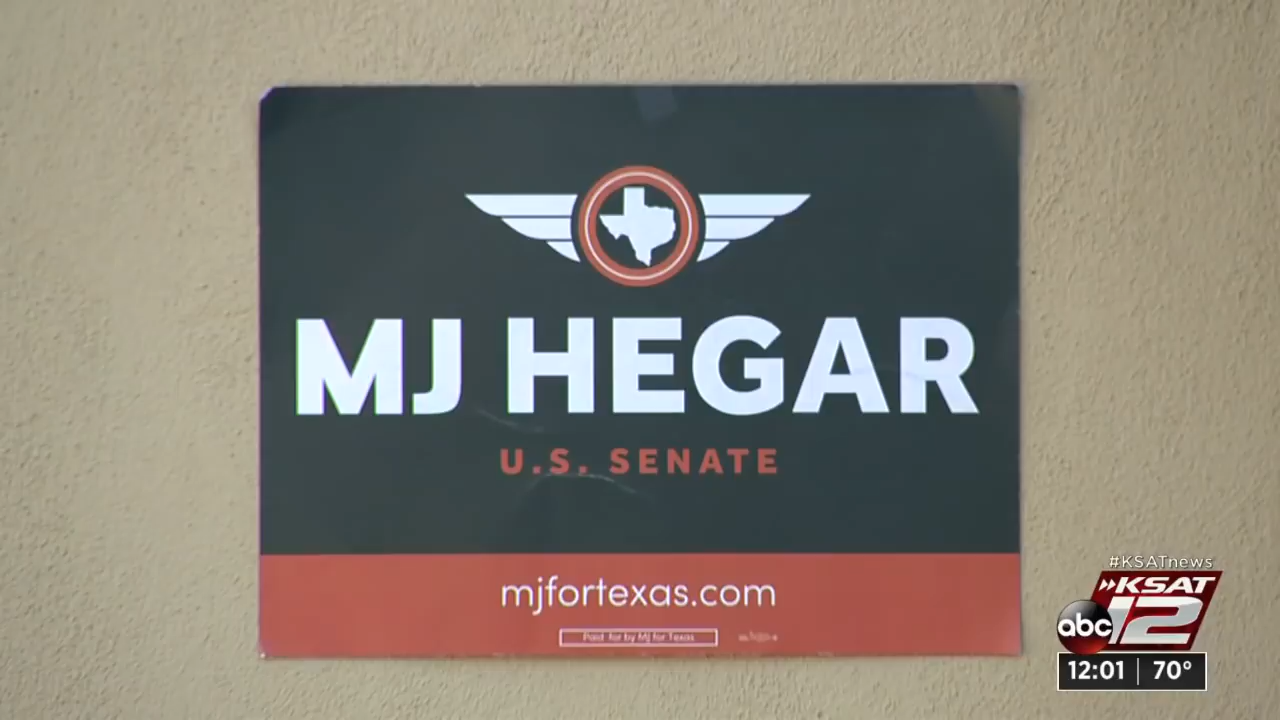 MJ HEGAR
U.S. SENATE
mjfortexas.com
Paid for by MJ for Texas
#KSATnews
KSAT
abc 12
12:01 | 70°